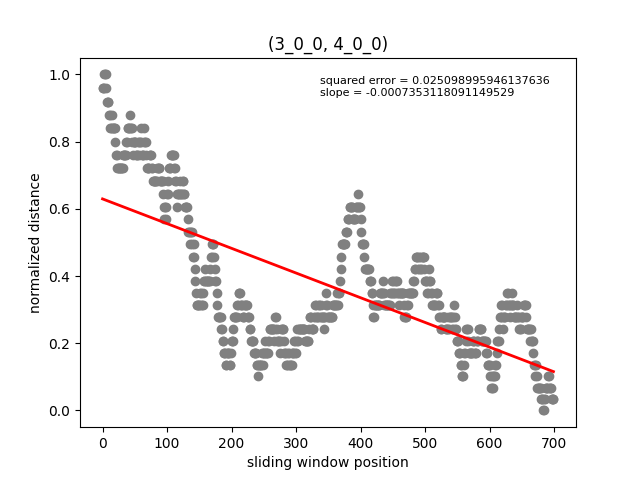 (3_0_0, 4_0_0)
squared error = 0.025098995946137636
slope = -0.0007353118091149529
normalized distance
1.0
0.8
0.6
0.4
0.2
0.0
0 100 200 300 400 500 600 700
sliding window position